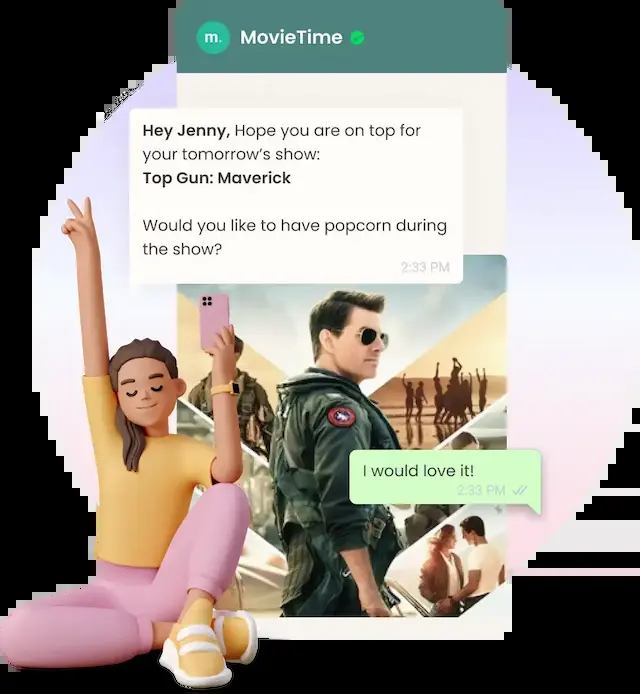 m. MovieTime
Hey Jenny, Hope you are on top for
your tomorrow's show:
Top Gun: Maverick
Would you like to have popcorn during
the show?
2:33 PM
I would love it!
2:33 PM